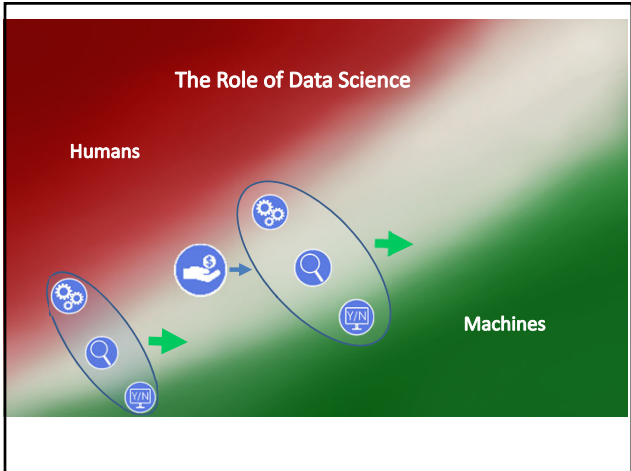 The Role of Data Science
Humans
$
Y/N
Machines
Y/N